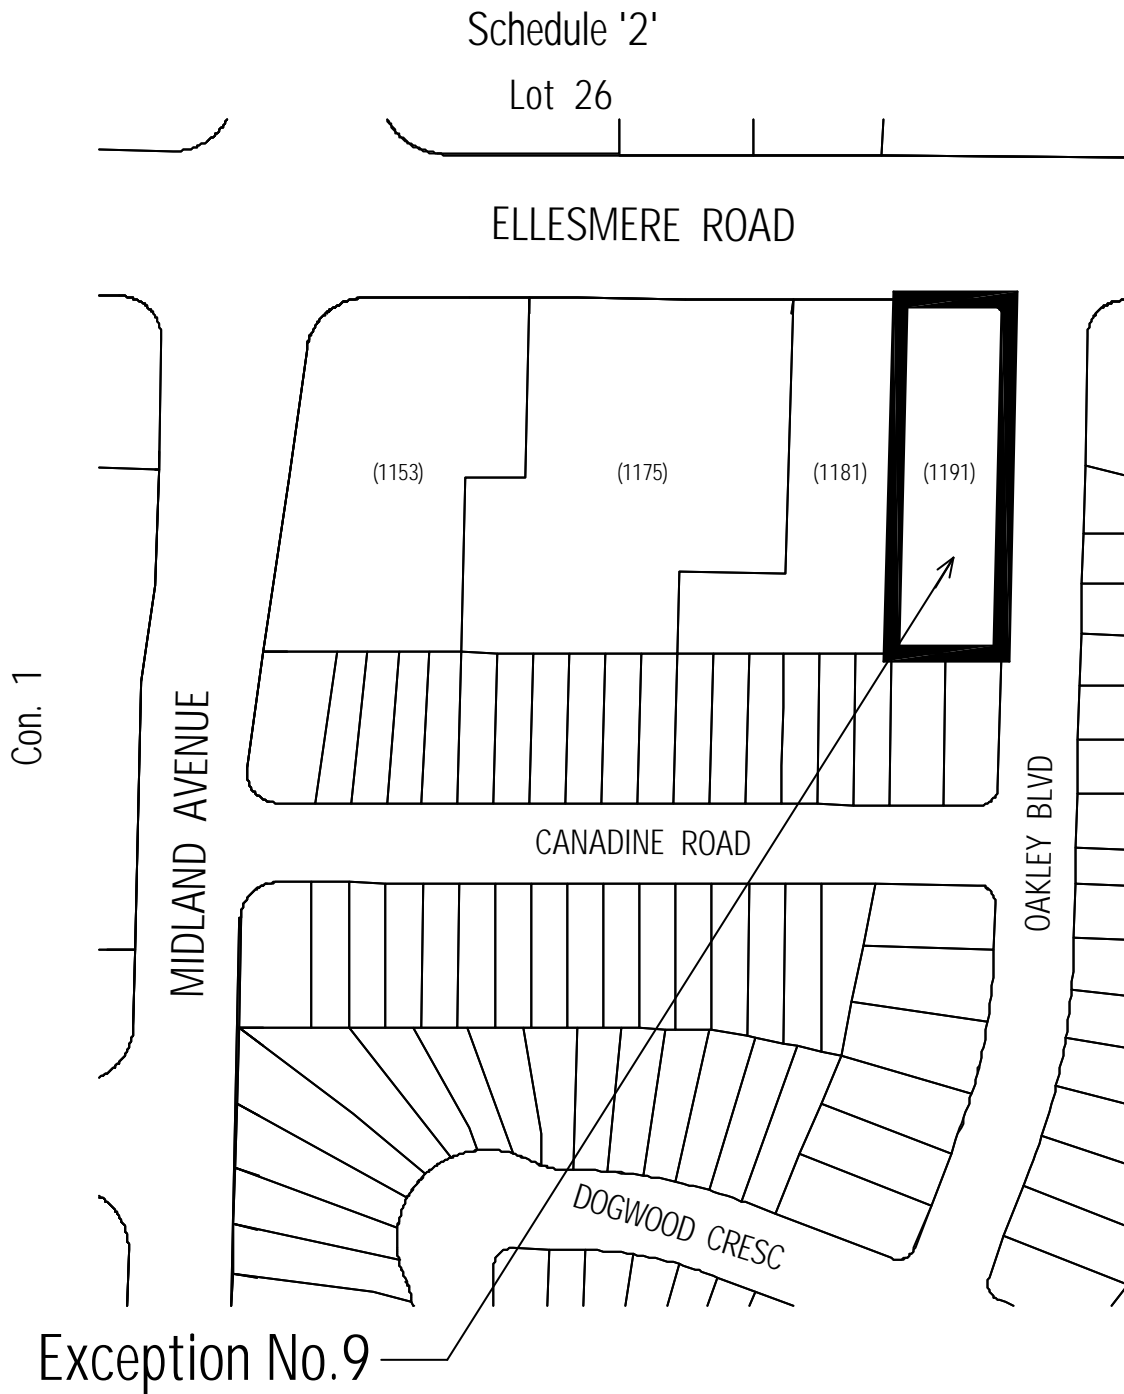 Schedule '2'
Lot 26
ELLESMERE ROAD
(1153)
(1175)
(1181)
(1191)
Con. 1
MIDLAND AVENUE
CANADINE ROAD
OAKLEY BLVD
DOGWOOD CRESC
Exception No.9